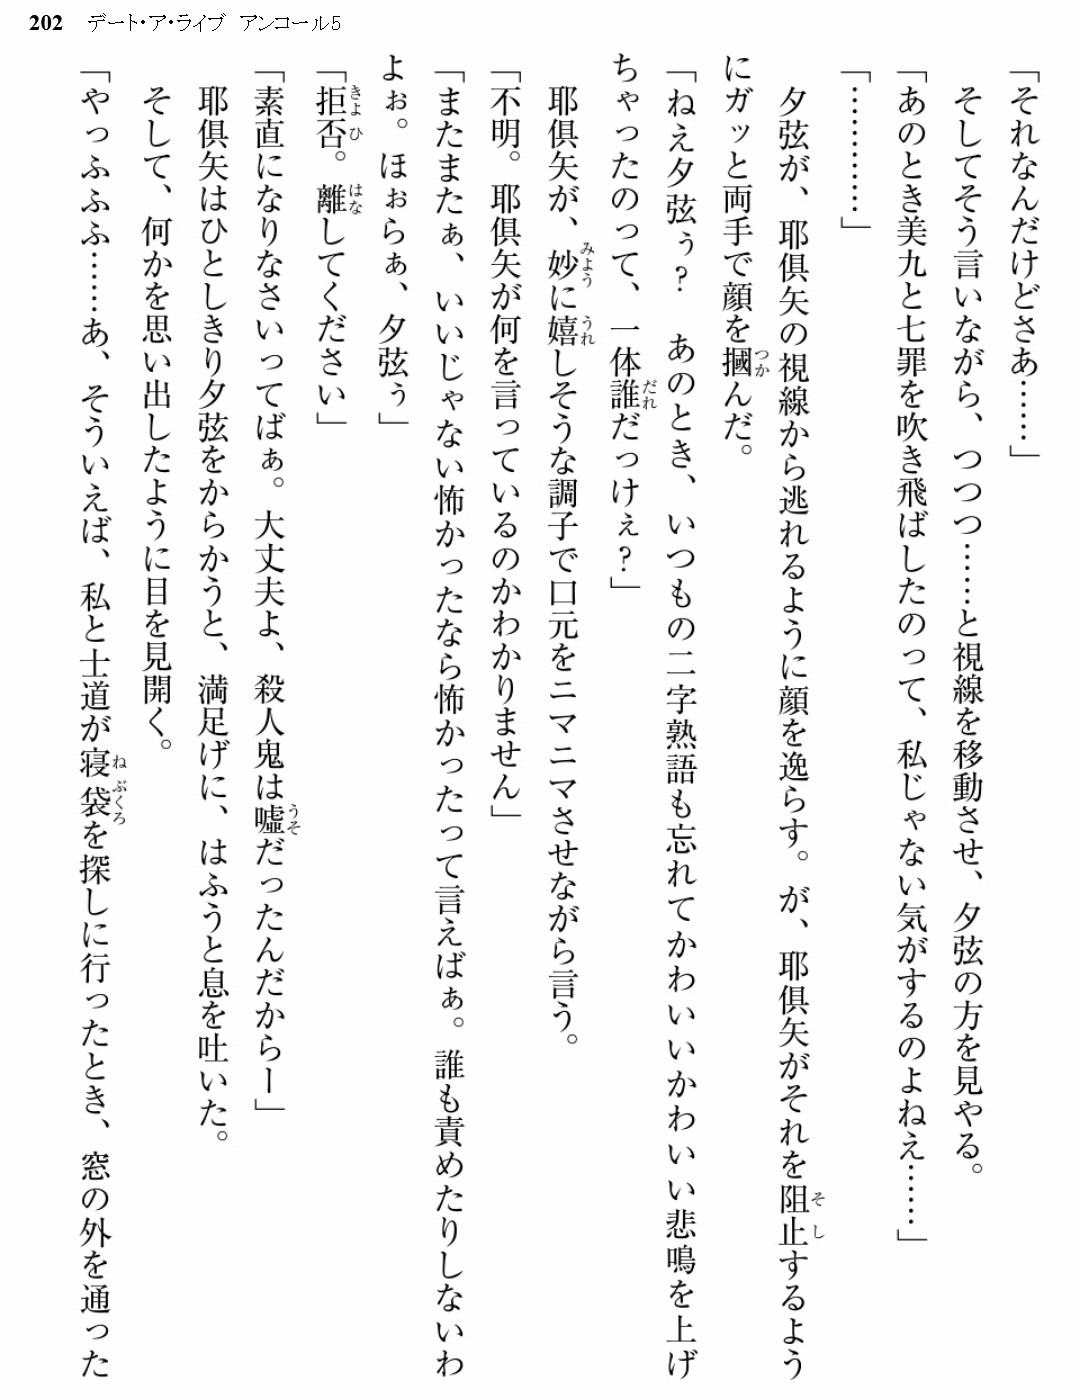 202 デート・ア・ライブ アンコール5
「それなんだけどさあ……」
そしてそう言いながら、つつつ……と視線を移動させ、夕弦の方を見やる。
「あのとき美九と七罪を吹き飛ばしたのって、私じゃない気がするのよねえ……」
「…………」
夕弦が、耶倶矢の視線から逃れるように顔を逸らす。が、耶倶矢がそれを阻止するよう
にガッと両手で顔を摑んだ。
「ねえ夕弦ぅ？　あのとき、いつもの二字熟語も忘れてかわいいかわいい悲鳴を上げ
ちゃったのって、一体誰だっけぇ？」
耶倶矢が、妙に嬉しそうな調子で口元をニマニマさせながら言う。
「不明。耶倶矢が何を言っているのかわかりません」
「またまたぁ、いいじゃない怖かったなら怖かったって言えばぁ。誰も責めたりしないわ
よぉ。ほぉらぁ、夕弦ぅ」
「拒否。離してください」
「素直になりなさいってばぁ。大丈夫よ、殺人鬼は嘘だったんだからー」
耶倶矢はひとしきり夕弦をからかうと、満足げに、はふうと息を吐いた。
そして、何かを思い出したように目を見開く。
「やっふふふ……あ、そういえば、私と士道が寝袋を探しに行ったとき、窓の外を通った